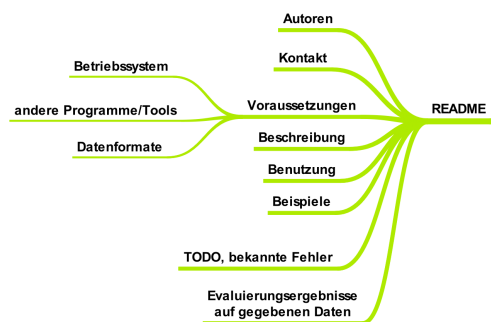 Autoren
Kontakt
Betriebssystem
andere Programme/Tools
Voraussetzungen
README
Beschreibung
Datenformate
Benutzung
Beispiele
TODO, bekannte Fehler
Evaluierungsergebnisse
auf gegebenen Daten